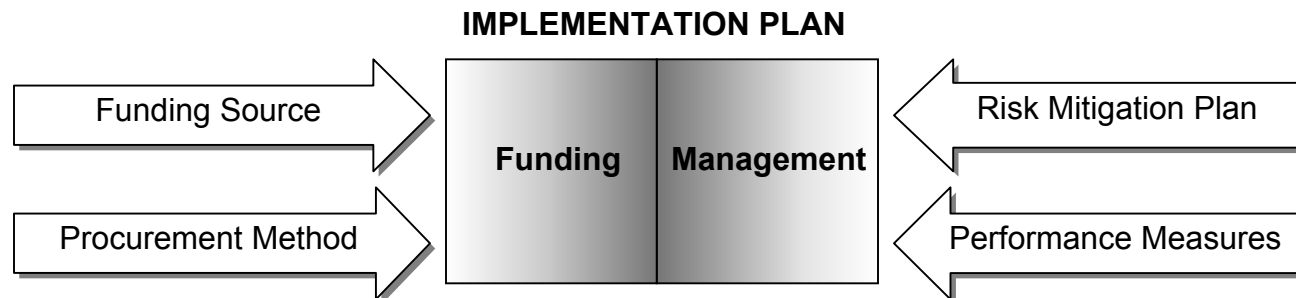 IMPLEMENTATION PLAN
Funding Source
Risk Mitigation Plan
Funding
Management
Procurement Method
Performance Measures